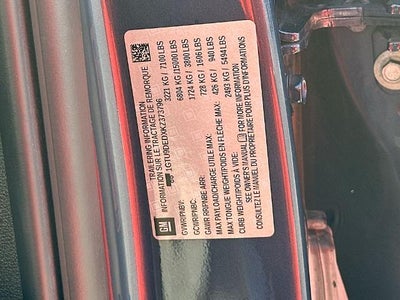 GM
TRAILERING INFORMATION
INFORMATION SUR LE TRACTAGE DE REMORQUE
GVWR/PNBV: 3221 KG / 7100 LBS
GCWR/PNBC: 6804 KG /15000 LBS
GAWR RR/PNBE ARR: 1724 KG / 3800 LBS
MAX PAYLOAD/CHARGE UTILE MAX: 728 KG / 1606 LBS
MAX TONGUE WEIGHT/POIDS EN FLÈCHE MAX: 426 KG / 940 LBS
CURB WEIGHT/POIDS À VIDE: 2493 KG / 5494 LBS
SEE OWNER'S MANUAL FOR MORE INFORMATION
CONSULTEZ LE MANUEL DU PROPRIÉTAIRE POUR PLUS D'INFORMATION